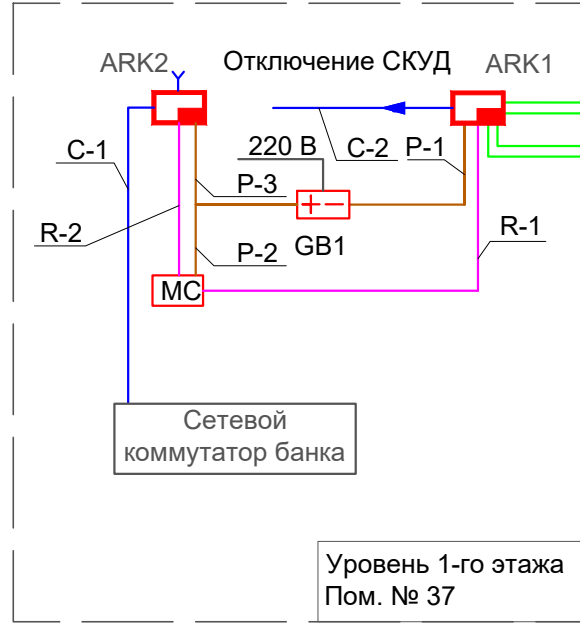 ARK2
Отключение СКУД
ARK1
C-1
220 В
C-2
P-1
P-3
R-2
P-2
GB1
R-1
МС
Сетевой
коммутатор банка
Уровень 1-го этажа
Пом. № 37